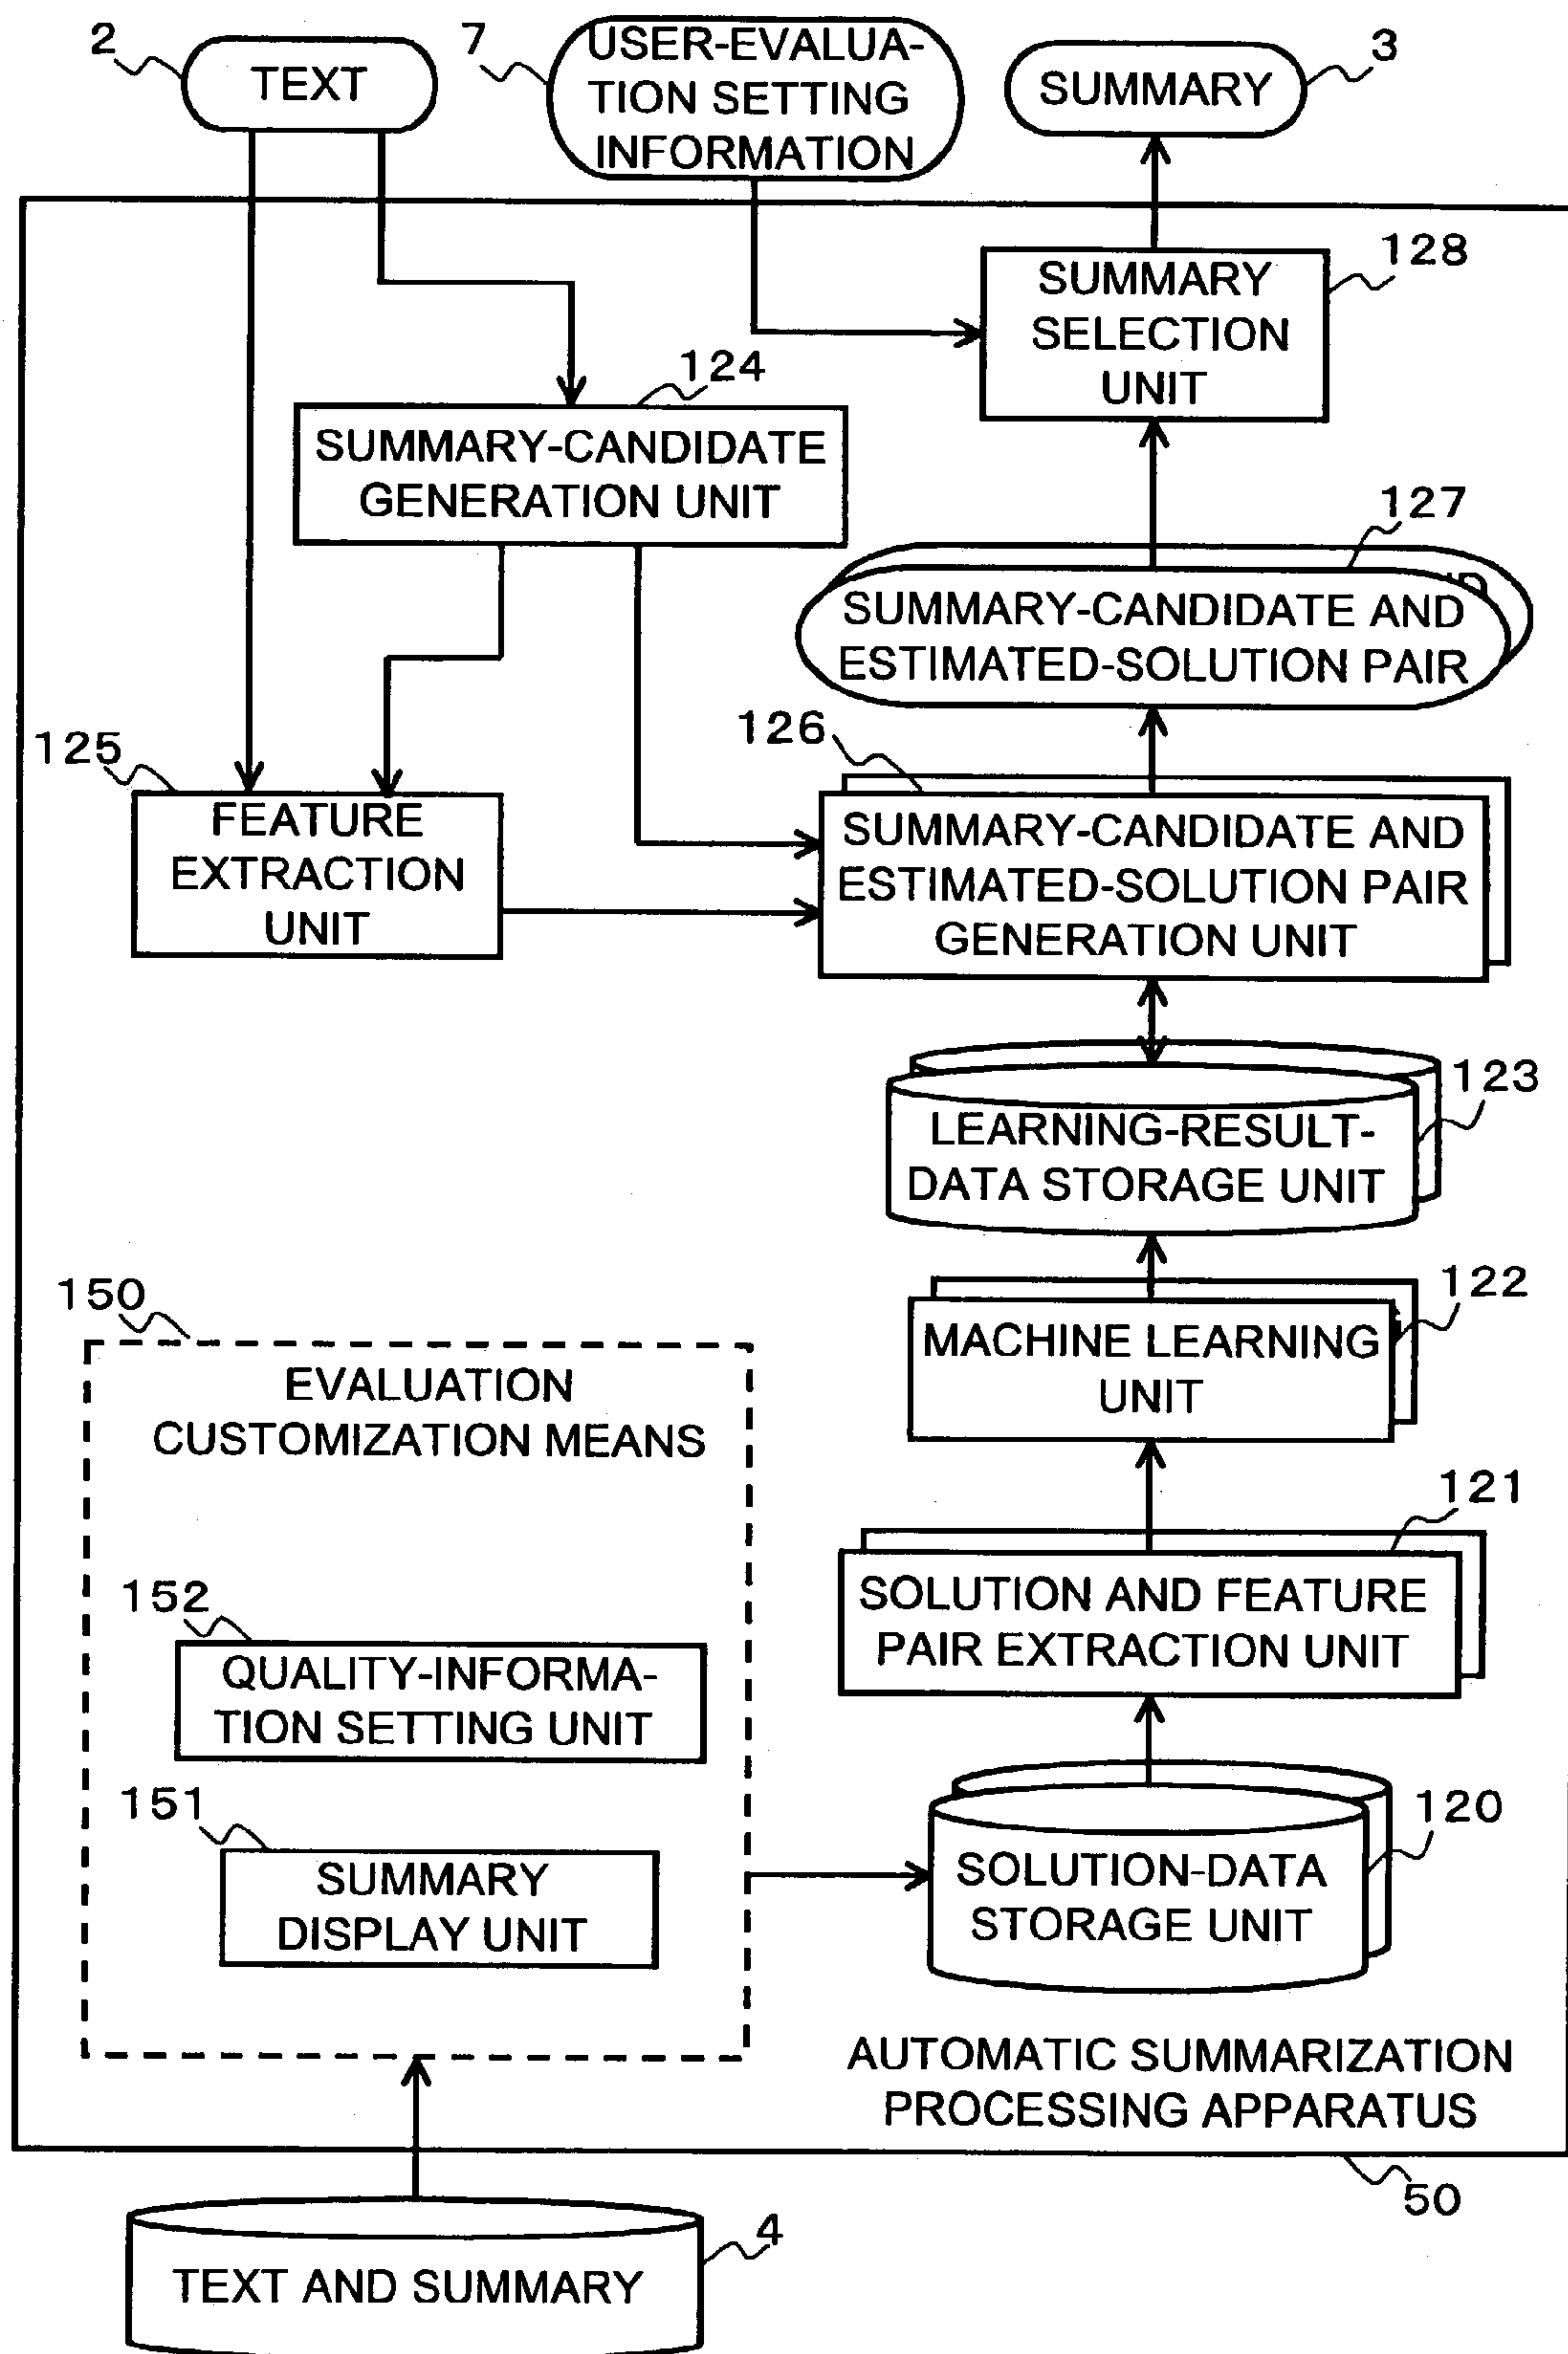 2
TEXT
7
USER-EVALUA-
TION SETTING
INFORMATION
SUMMARY
3
128
SUMMARY
SELECTION
UNIT
124
SUMMARY-CANDIDATE
GENERATION UNIT
127
SUMMARY-CANDIDATE AND
ESTIMATED-SOLUTION PAIR
125
FEATURE
EXTRACTION
UNIT
126
SUMMARY-CANDIDATE AND
ESTIMATED-SOLUTION PAIR
GENERATION UNIT
123
LEARNING-RESULT-
DATA STORAGE UNIT
122
MACHINE LEARNING
UNIT
150
EVALUATION
CUSTOMIZATION MEANS
121
SOLUTION AND FEATURE
PAIR EXTRACTION UNIT
152
QUALITY-INFORMA-
TION SETTING UNIT
151
SUMMARY
DISPLAY UNIT
120
SOLUTION-DATA
STORAGE UNIT
AUTOMATIC SUMMARIZATION
PROCESSING APPARATUS
50
4
TEXT AND SUMMARY